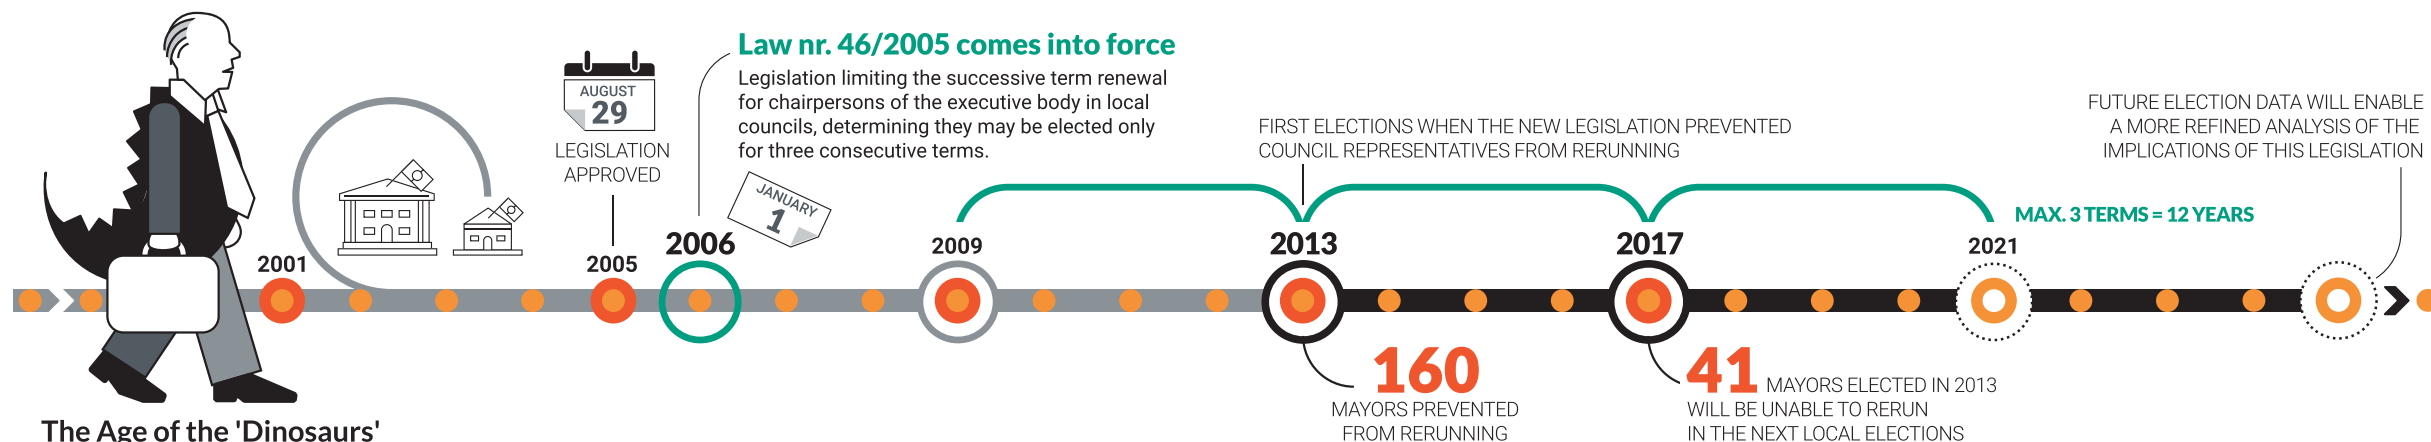 The Age of the 'Dinosaurs'
2001
AUGUST
29
LEGISLATION
APPROVED
2005
Law nr. 46/2005 comes into force
Legislation limiting the successive term renewal
for chairpersons of the executive body in local
councils, determining they may be elected only
for three consecutive terms.
JANUARY
1
2006
2009
FIRST ELECTIONS WHEN THE NEW LEGISLATION PREVENTED
COUNCIL REPRESENTATIVES FROM RERUNNING
2013
160
MAYORS PREVENTED
FROM RERUNNING
2017
41 MAYORS ELECTED IN 2013
WILL BE UNABLE TO RERUN
IN THE NEXT LOCAL ELECTIONS
MAX. 3 TERMS = 12 YEARS
2021
FUTURE ELECTION DATA WILL ENABLE
A MORE REFINED ANALYSIS OF THE
IMPLICATIONS OF THIS LEGISLATION